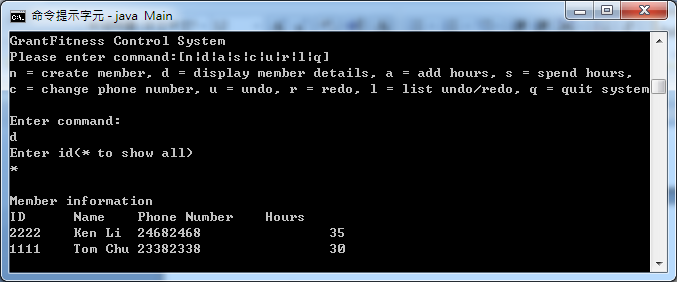 命令提示字元 - java Main
GrantFitness Control System
Please enter command:[n|d|a|s|c|u|r|l|q]
n = create member, d = display member details, a = add hours, s = spend hours,
c = change phone number, u = undo, r = redo, l = list undo/redo, q = quit system
Enter command:
d
Enter id(* to show all)
*
Member information
ID Name Phone Number Hours
2222 Ken Li 24682468 35
1111 Tom Chu 23382338 30